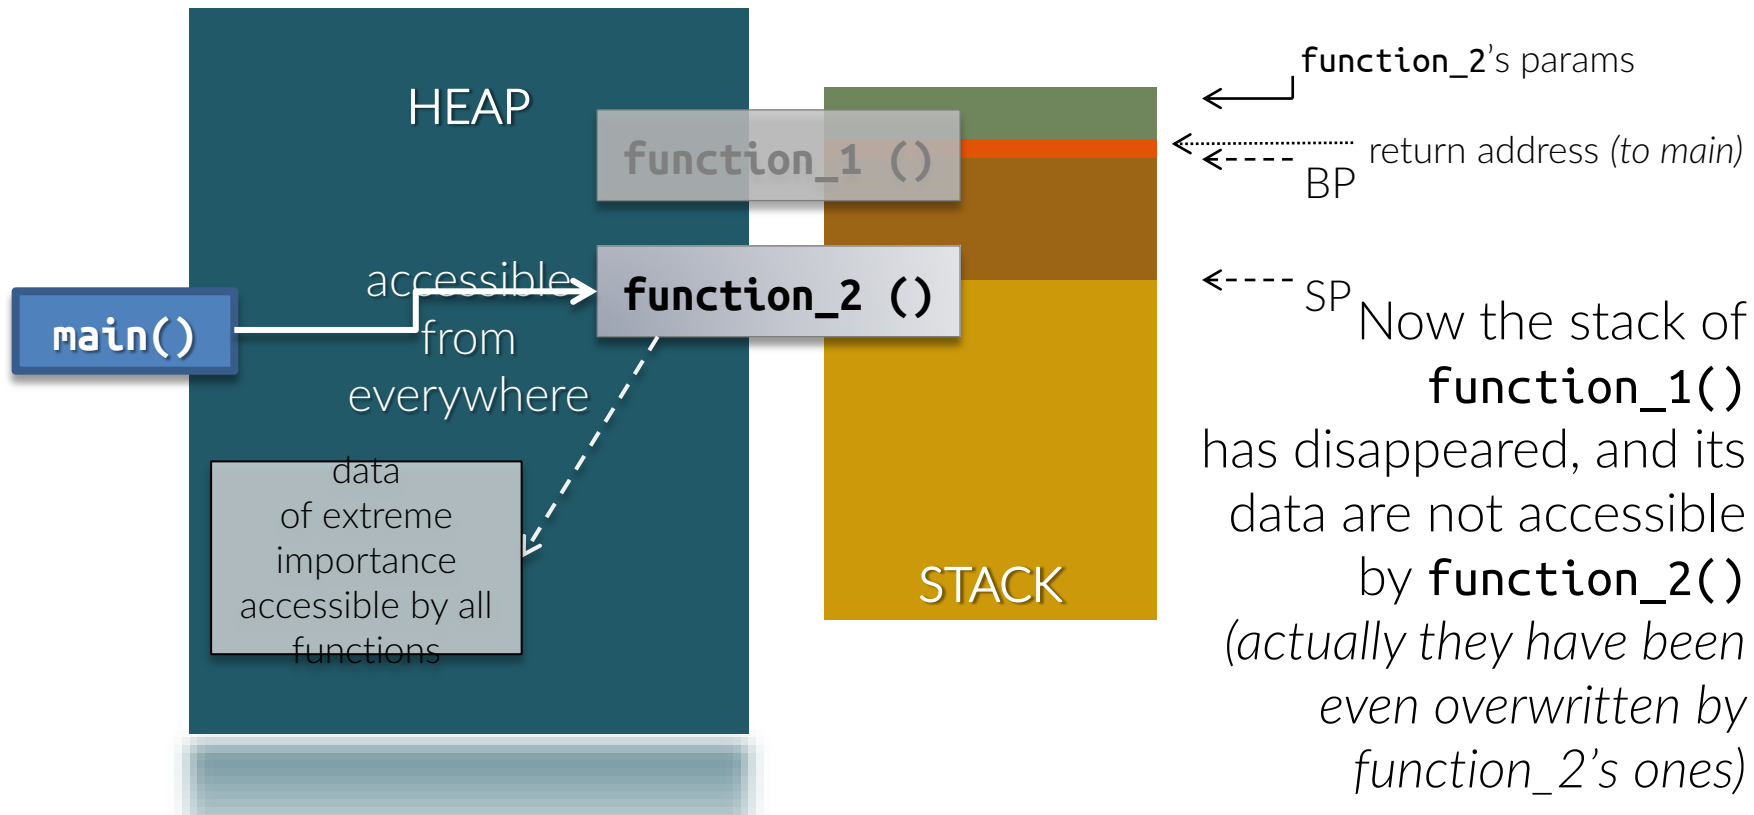 HEAP
function_1 ()
accessible
from
everywhere
main()
function_2 ()
data
of extreme
importance
accessible by all
functions
STACK
function_2's params
return address (to main)
BP
SP
Now the stack of
function_1()
has disappeared, and its
data are not accessible
by function_2()
(actually they have been
even overwritten by
function_2's ones)